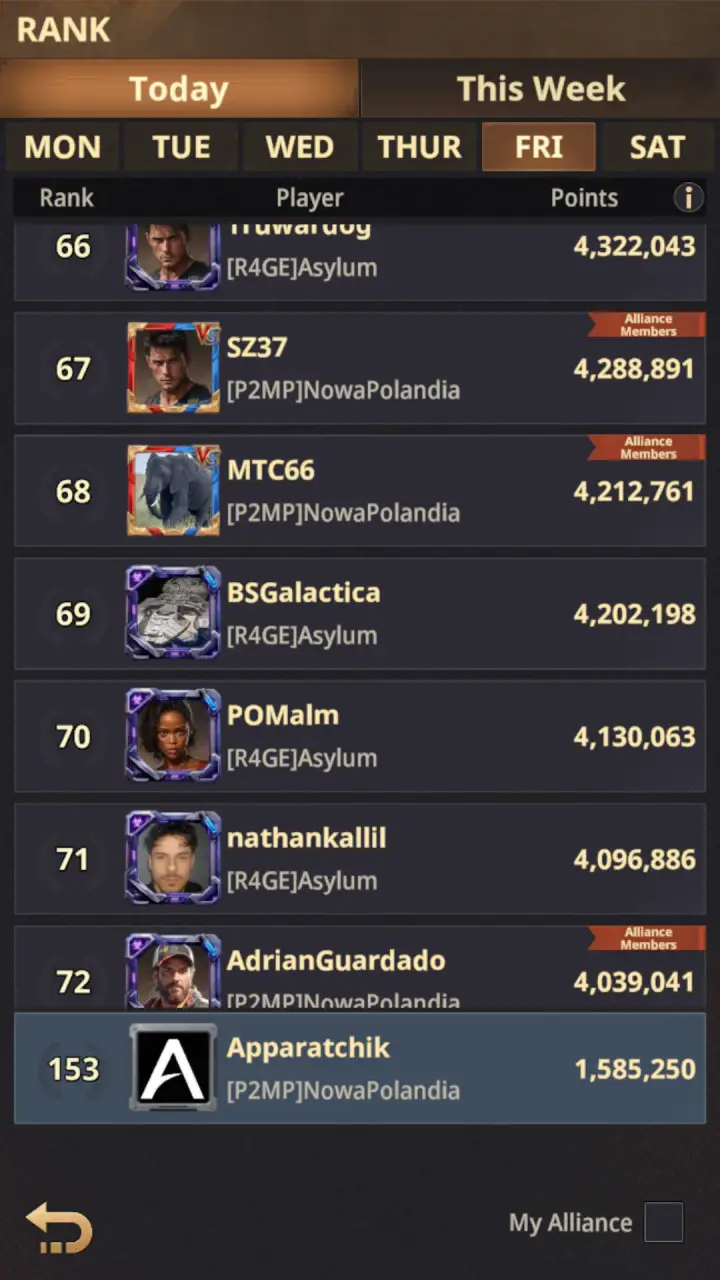 RANK
Today
This Week
MON TUE WED THUR FRI SAT
Rank Player Points i
66
Truwardog
[R4GE]Asylum
4,322,043
Alliance
Members
67
SZ37
[P2MP]NowaPolandia
4,288,891
Alliance
Members
68
MTC66
[P2MP]NowaPolandia
4,212,761
69
BSGalactica
[R4GE]Asylum
4,202,198
70
POMalm
[R4GE]Asylum
4,130,063
71
nathankallil
[R4GE]Asylum
4,096,886
Alliance
Members
72
AdrianGuardado
[P2MP]NowaPolandia
4,039,041
153
A
Apparatchik
[P2MP]NowaPolandia
1,585,250
My Alliance